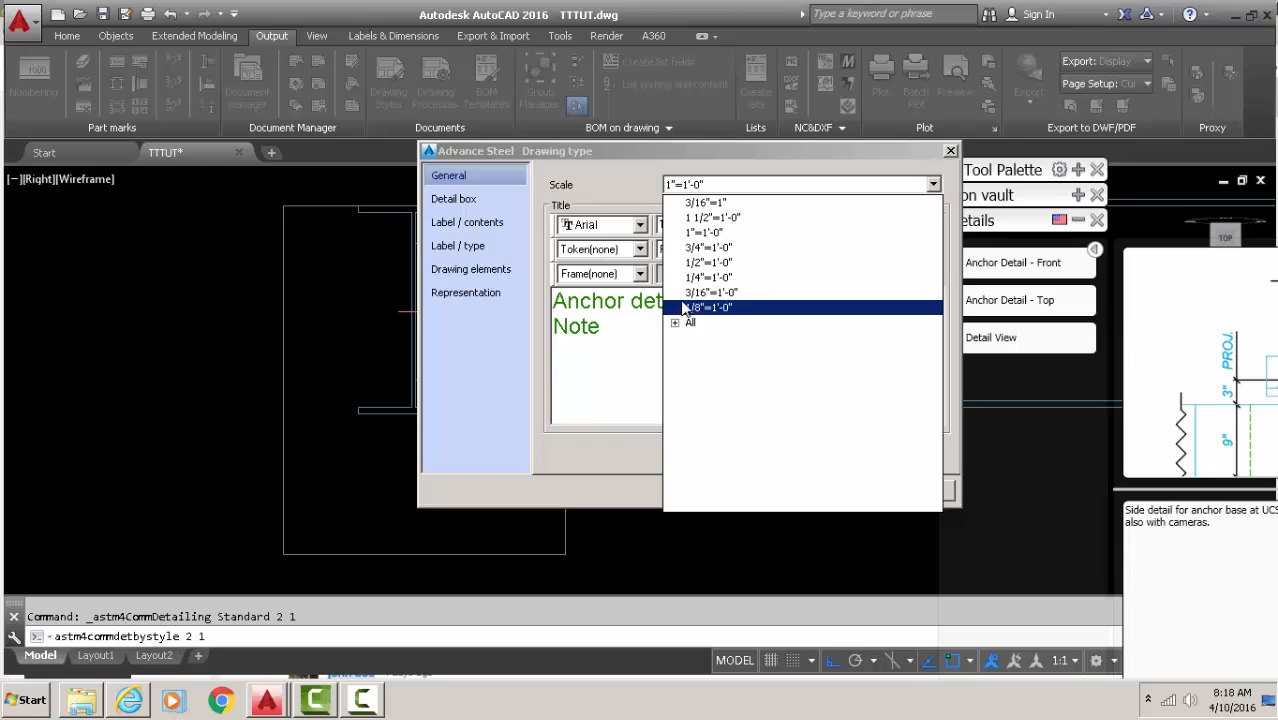 Autodesk AutoCAD 2016 TTTUT.dwg
Type a keyword or phrase
Sign In
Home Objects Extended Modeling Output View Labels & Dimensions Export & Import Tools Render A360
Numbering
Document manager
Drawing Styles
Drawing Processes
BOM Templates
Group Manager
Create list fields
List sorting and content
Create lists
Plot
Batch Plot
Preview
Export
Export: Display
Page Setup: Cu
Part marks Document Manager Documents BOM on drawing Lists NC&DXF Plot Export to DWF/PDF Proxy
Start TTTUT*
[−][Right][Wireframe]
Advance Steel Drawing type
General
Detail box
Label / contents
Label / type
Drawing elements
Representation
Scale
1"=1'-0"
Title
Arial
Token(none)
Frame(none)
Anchor det
Note
3/16"=1"
1 1/2"=1'-0"
1"=1'-0"
3/4"=1'-0"
1/2"=1'-0"
1/4"=1'-0"
3/16"=1'-0"
1/8"=1'-0"
All
Tool Palette
on vault
etails
TOP
Anchor Detail - Front
Anchor Detail - Top
Detail View
PROJ.
3"
9"
Side detail for anchor base at UCS
also with cameras.
Command: _astm4CommDetailing Standard 2 1
astm4commdetbystyle 2 1
Model Layout1 Layout2
MODEL
1:1
Start
8:18 AM
4/10/2016